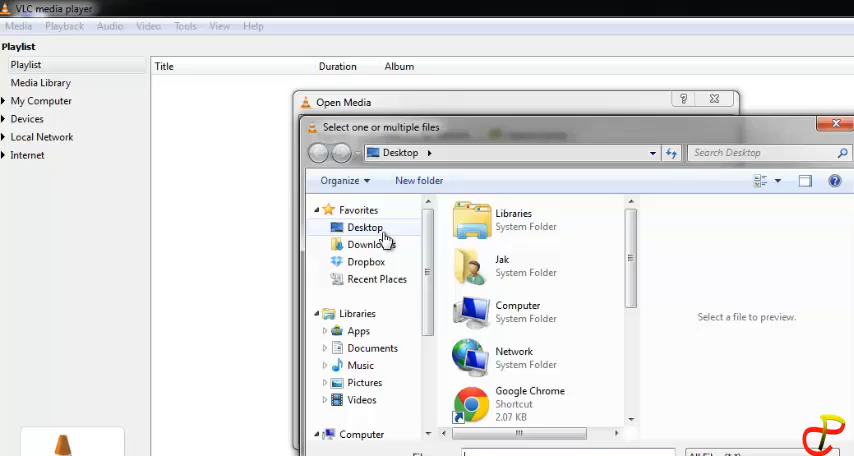 VLC media player
Media Playback Audio Video Tools View Help
Playlist
Playlist
Media Library
My Computer
Devices
Local Network
Internet
Title Duration Album
Open Media
Select one or multiple files
Desktop
Search Desktop
Organize New folder
Favorites
Desktop
Downloads
Dropbox
Recent Places
Libraries
Apps
Documents
Music
Pictures
Videos
Computer
Libraries
System Folder
Jak
System Folder
Computer
System Folder
Network
System Folder
Google Chrome
Shortcut
2.07 KB
Select a file to preview.